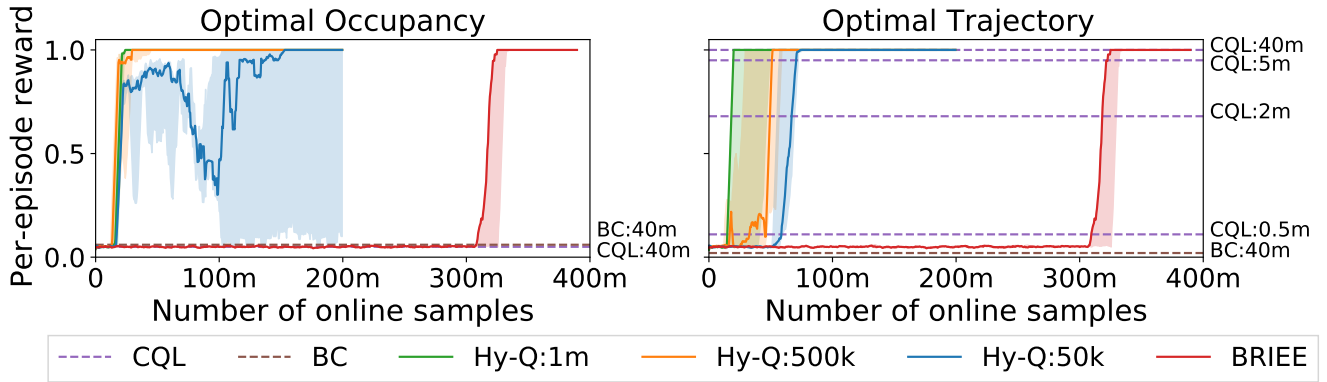 Optimal Occupancy
Optimal Trajectory
Per-episode reward
1.0
0.5
0.0
0
100m
200m
300m
400m
Number of online samples
BC:40m
CQL:40m
0
100m
200m
300m
400m
Number of online samples
CQL:40m
CQL:5m
CQL:2m
CQL:0.5m
BC:40m
CQL
BC
Hy-Q:1m
Hy-Q:500k
Hy-Q:50k
BRIEE